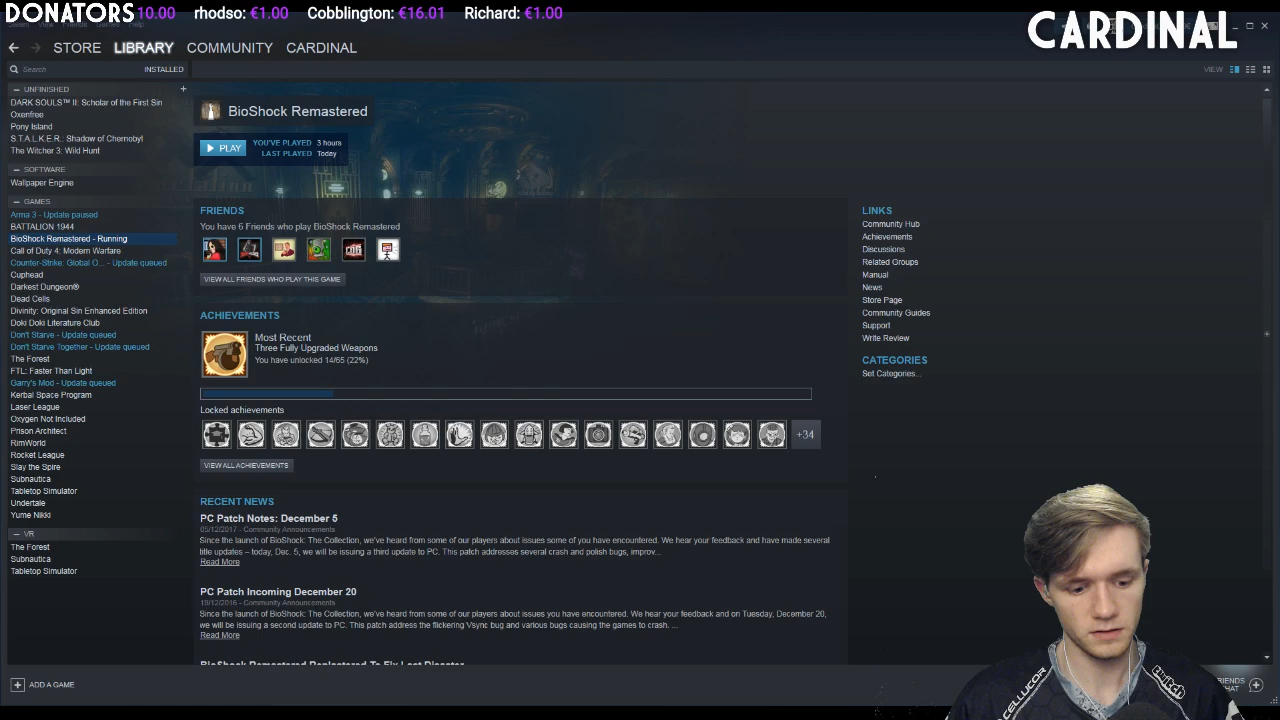 DONATORS 10.00 rhodso: €1.00 Cobblington: €16.01 Richard: €1.00
CARDINAL
STORE LIBRARY COMMUNITY CARDINAL
Search INSTALLED
VIEW
UNFINISHED
DARK SOULS™ II: Scholar of the First Sin
Oxenfree
Pony Island
S.T.A.L.K.E.R.: Shadow of Chernobyl
The Witcher 3: Wild Hunt
SOFTWARE
Wallpaper Engine
GAMES
Arma 3 - Update paused
BATTALION 1944
BioShock Remastered - Running
Call of Duty 4: Modern Warfare
Counter-Strike: Global O... - Update queued
Cuphead
Darkest Dungeon®
Dead Cells
Divinity: Original Sin Enhanced Edition
Doki Doki Literature Club
Don't Starve - Update queued
Don't Starve Together - Update queued
The Forest
FTL: Faster Than Light
Garry's Mod - Update queued
Kerbal Space Program
Laser League
Oxygen Not Included
Prison Architect
RimWorld
Rocket League
Slay the Spire
Subnautica
Tabletop Simulator
Undertale
Yume Nikki
VR
The Forest
Subnautica
Tabletop Simulator
ADD A GAME
BioShock Remastered
PLAY
YOU'VE PLAYED 3 hours
LAST PLAYED Today
FRIENDS
You have 6 Friends who play BioShock Remastered
VIEW ALL FRIENDS WHO PLAY THIS GAME
ACHIEVEMENTS
Most Recent
Three Fully Upgraded Weapons
You have unlocked 14/65 (22%)
Locked achievements
+34
VIEW ALL ACHIEVEMENTS
RECENT NEWS
PC Patch Notes: December 5
05/12/2017 - Community Announcements
Since the launch of BioShock: The Collection, we've heard from some of our players about issues some of you have encountered. We hear your feedback and have made several
title updates – today, Dec. 5, we will be issuing a third update to PC. This patch addresses several crash and polish bugs, improv...
Read More
PC Patch Incoming December 20
19/12/2016 - Community Announcements
Since the launch of BioShock: The Collection, we've heard from some of our players about issues you have encountered. We hear your feedback and on Tuesday, December 20,
we will be issuing a second update to PC. This patch address the flickering Vsync bug and various bugs causing the games to crash. ...
Read More
LINKS
Community Hub
Achievements
Discussions
Related Groups
Manual
News
Store Page
Community Guides
Support
Write Review
CATEGORIES
Set Categories...